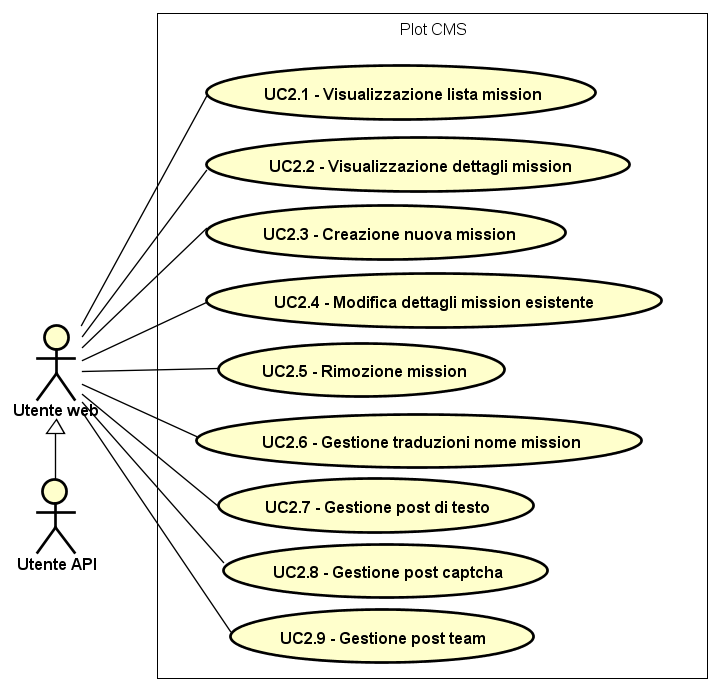 Plot CMS
UC2.1 - Visualizzazione lista mission
UC2.2 - Visualizzazione dettagli mission
UC2.3 - Creazione nuova mission
UC2.4 - Modifica dettagli mission esistente
UC2.5 - Rimozione mission
Utente web
UC2.6 - Gestione traduzioni nome mission
UC2.7 - Gestione post di testo
Utente API
UC2.8 - Gestione post captcha
UC2.9 - Gestione post team